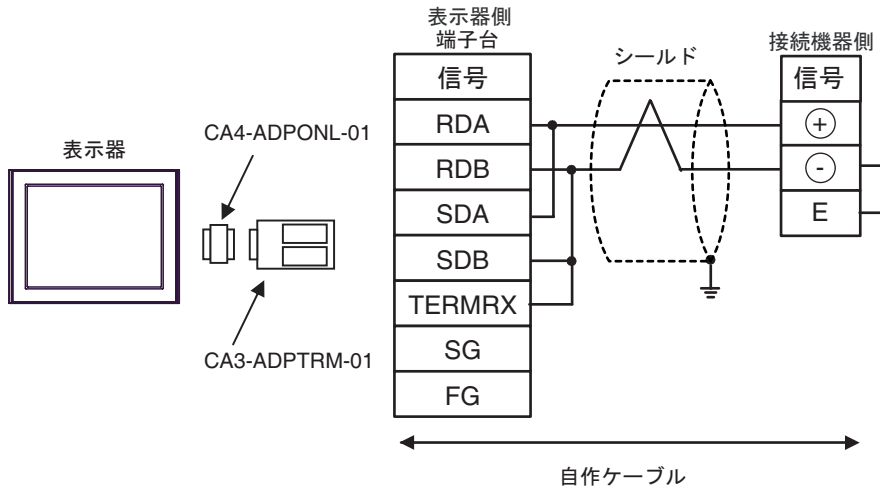 表示器
CA4-ADPONL-01
CA3-ADPTRM-01
表示器側
端子台
信号
RDA
RDB
SDA
SDB
TERMRX
SG
FG
シールド
接続機器側
信号
+
-
E
自作ケーブル